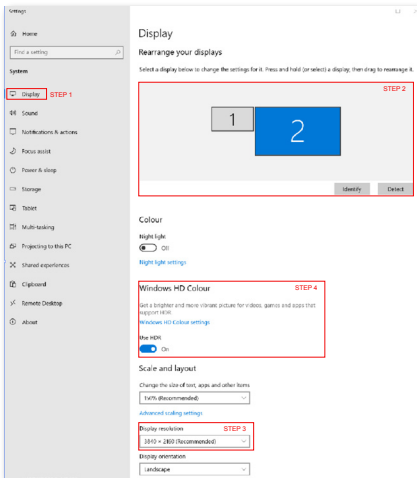 Settings
Home
Find a setting
System
Display STEP 1
Sound
Notifications & actions
Focus assist
Power & sleep
Storage
Tablet
Multi-tasking
Projecting to this PC
Shared experiences
Clipboard
Remote Desktop
About
Display
Rearrange your displays
Select a display below to change the settings for it. Press and hold (or select) a display, then drag to rearrange it.
STEP 2
1
2
Identify Detect
Colour
Night light
Off
Night light settings
Windows HD Colour STEP 4
Get a brighter and more vibrant picture for videos, games and apps that
support HDR.
Windows HD Colour settings
Use HDR
On
Scale and layout
Change the size of text, apps and other items
(Recommended)
Advanced scaling settings
Display resolution STEP 3
3840 × 2160 (Recommended)
Display orientation
Landscape